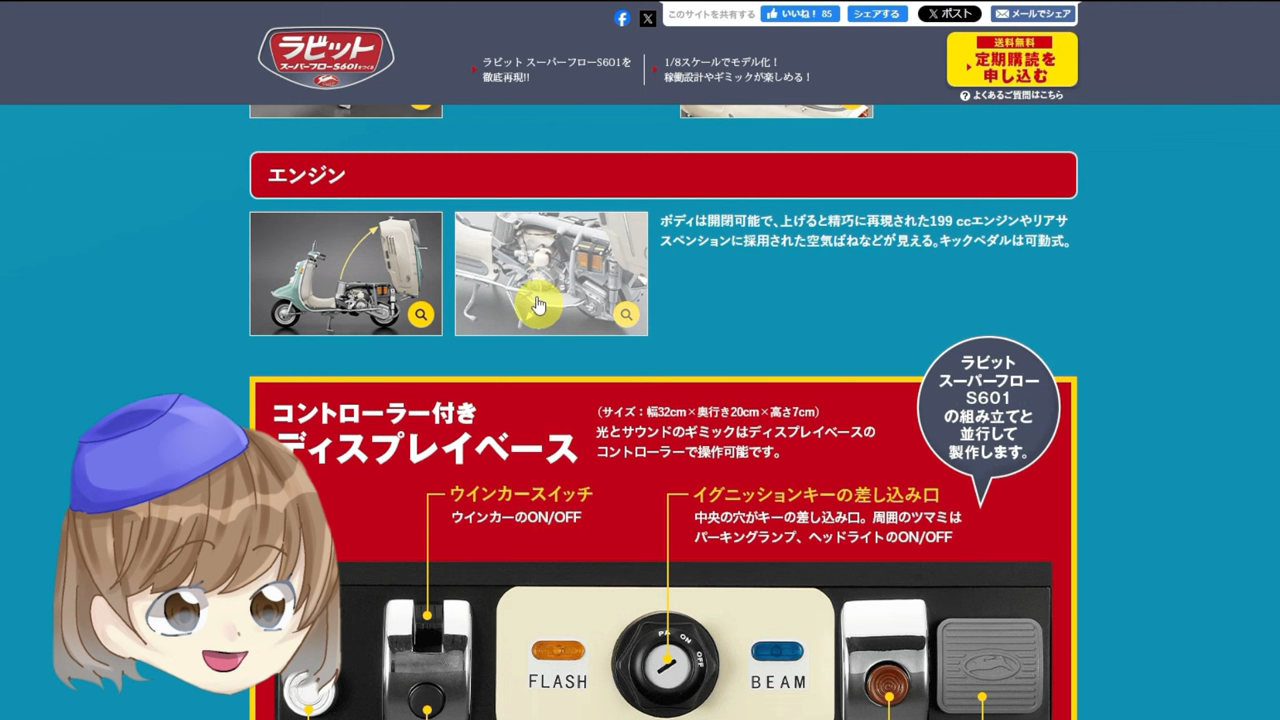 このサイトを共有する
いいね! 85
シェアする
ポスト
メールでシェア
ラビット
スーパーフローS601をつくる
ラビット スーパーフローS601を
徹底再現!!
1/8スケールでモデル化！
稼働設計やギミックが楽しめる！
送料無料
定期購読を
申し込む
よくあるご質問はこちら
エンジン
ボディは開閉可能で、上げると精巧に再現された199 ccエンジンやリアサ
スペンションに採用された空気ばねなどが見える。キックペダルは可動式。
ラビット
スーパーフロー
S601
の組み立てと
並行して
製作します。
コントローラー付き
ディスプレイベース
（サイズ：幅32cm×奥行き20cm×高さ7cm）
光とサウンドのギミックはディスプレイベースの
コントローラーで操作可能です。
ウインカースイッチ
ウインカーのON/OFF
イグニッションキーの差し込み口
中央の穴がキーの差し込み口。周囲のツマミは
パーキングランプ、ヘッドライトのON/OFF
ON
OFF
FLASH
BEAM